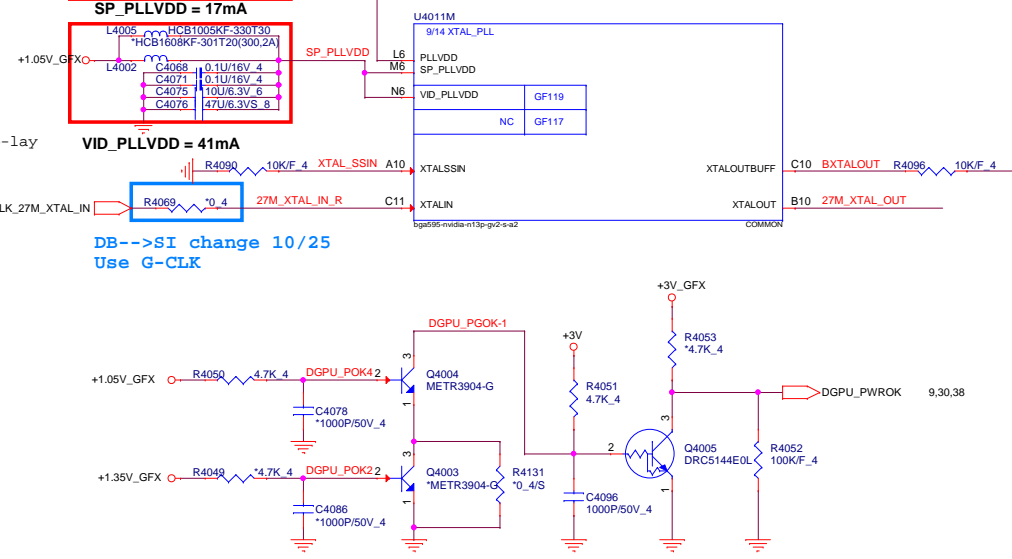 SP_PLLVDD = 17mA
L4005 HCB1005KF-330T30
*HCB1608KF-301T20(300,2A)
+1.05V_GFX
L4002
C4068 0.1U/16V_4
C4071 0.1U/16V_4
C4075 10U/6.3V_6
C4076 47U/6.3VS_8
SP_PLLVDD
-lay
VID_PLLVDD = 41mA
U4011M
9/14 XTAL_PLL
L6 PLLVDD
M6 SP_PLLVDD
N6 VID_PLLVDD GF119
NC GF117
R4090 10K/F_4 XTAL_SSIN A10 XTALSSIN
XTALOUTBUFF C10 BXTALOUT R4096 10K/F_4
LK_27M_XTAL_IN R4069 *0_4 27M_XTAL_IN_R C11 XTALIN
XTALOUT B10 27M_XTAL_OUT
bga595-nvidia-n13p-gv2-s-a2 COMMON
DB-->SI change 10/25
Use G-CLK
+3V_GFX
DGPU_PGOK-1
+3V
R4053
*4.7K_4
+1.05V_GFX R4050 4.7K_4 DGPU_POK4 2 3 1
Q4004
METR3904-G
R4051
4.7K_4
DGPU_PWROK 9,30,38
C4078
*1000P/50V_4
2 3 1
Q4005
DRC5144E0L
R4052
100K/F_4
+1.35V_GFX R4049 *4.7K_4 DGPU_POK2 2 3 1
Q4003
*METR3904-G
R4131
*0_4/S
C4096
1000P/50V_4
C4086
*1000P/50V_4